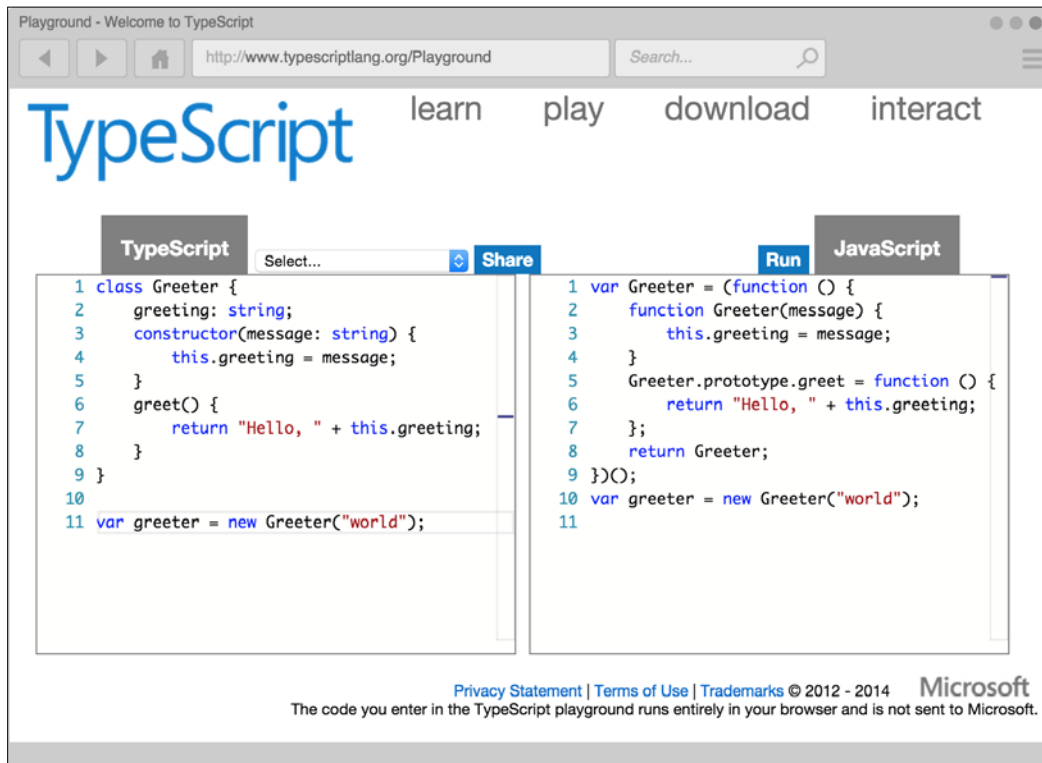 Playground - Welcome to TypeScript
http://www.typescriptlang.org/Playground
Search...
TypeScript
learn
play
download
interact
TypeScript
Select...
Share
1 class Greeter {
2     greeting: string;
3     constructor(message: string) {
4         this.greeting = message;
5     }
6     greet() {
7         return "Hello, " + this.greeting;
8     }
9 }
10
11 var greeter = new Greeter("world");
Run
JavaScript
1 var Greeter = (function () {
2     function Greeter(message) {
3         this.greeting = message;
4     }
5     Greeter.prototype.greet = function () {
6         return "Hello, " + this.greeting;
7     };
8     return Greeter;
9 })();
10 var greeter = new Greeter("world");
11
Privacy Statement | Terms of Use | Trademarks © 2012 - 2014
Microsoft
The code you enter in the TypeScript playground runs entirely in your browser and is not sent to Microsoft.